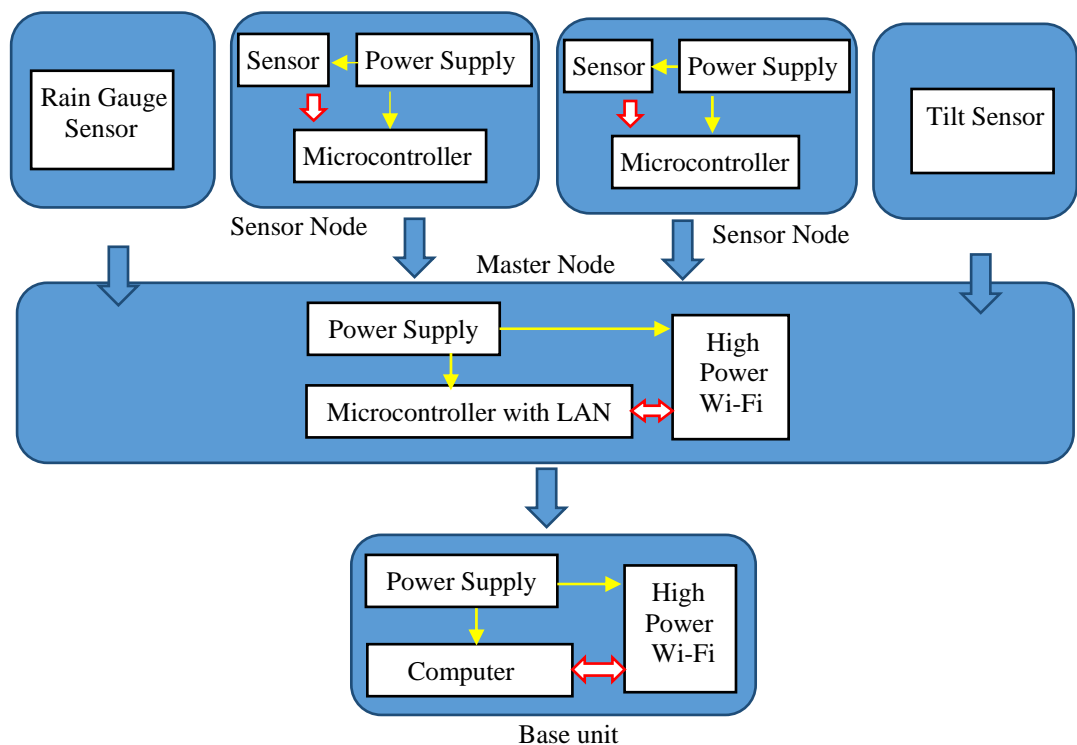 Rain Gauge
Sensor
Sensor
Power Supply
Microcontroller
Sensor Node
Sensor
Power Supply
Microcontroller
Sensor Node
Tilt Sensor
Master Node
Power Supply
Microcontroller with LAN
High
Power
Wi-Fi
Power Supply
Computer
High
Power
Wi-Fi
Base unit